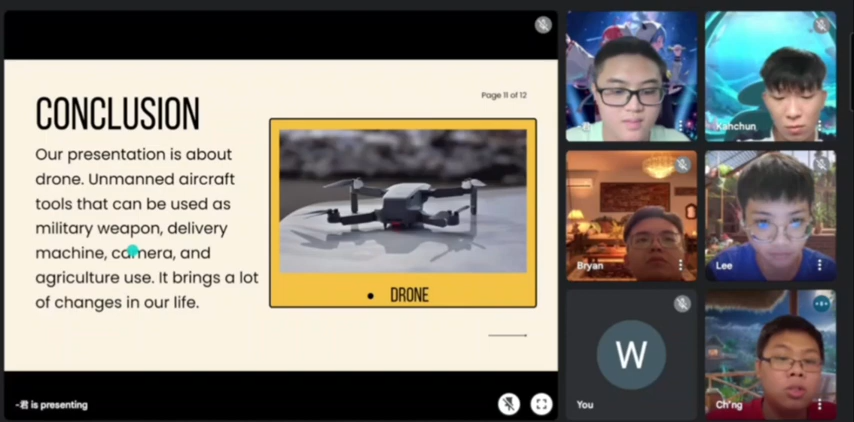 Page 11 of 12
CONCLUSION
Our presentation is about
drone. Unmanned aircraft
tools that can be used as
military weapon, delivery
machine, camera, and
agriculture use. It brings a lot
of changes in our life.
• DRONE
-君 is presenting
Kahchun
Bryan
Lee
W
You
Ch'ng